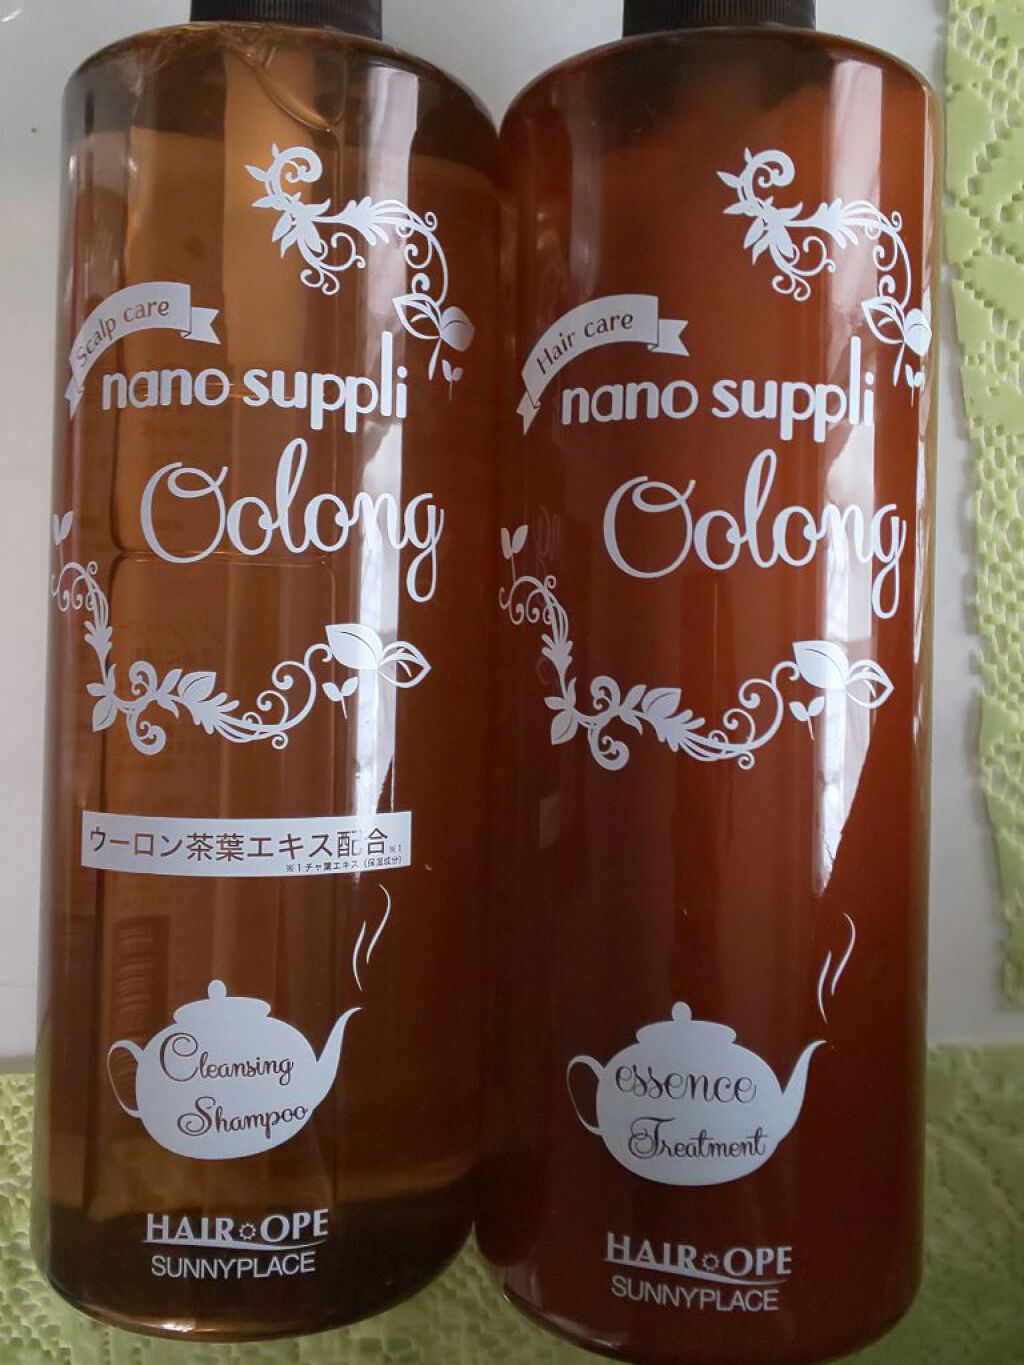 Scalp care
nano suppli
Oolong
ウーロン茶葉エキス配合※1
※1チャ葉エキス(保湿成分)
Cleansing
Shampoo
HAIR OPE
SUNNYPLACE
Hair care
nano suppli
Oolong
essence
Treatment
HAIR OPE
SUNNYPLACE